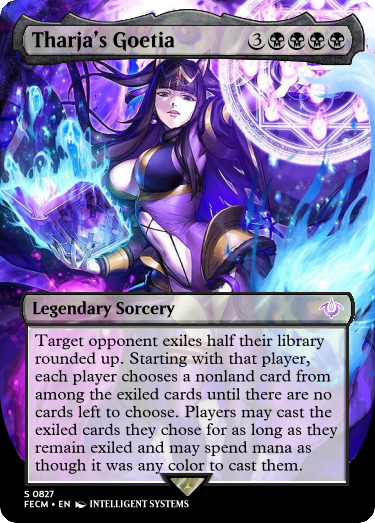 Tharja's Goetia 3
Legendary Sorcery
Target opponent exiles half their library
rounded up. Starting with that player,
each player chooses a nonland card from
among the exiled cards until there are no
cards left to choose. Players may cast the
exiled cards they chose for as long as they
remain exiled and may spend mana as
though it was any color to cast them.
S 0827
FECM • EN INTELLIGENT SYSTEMS